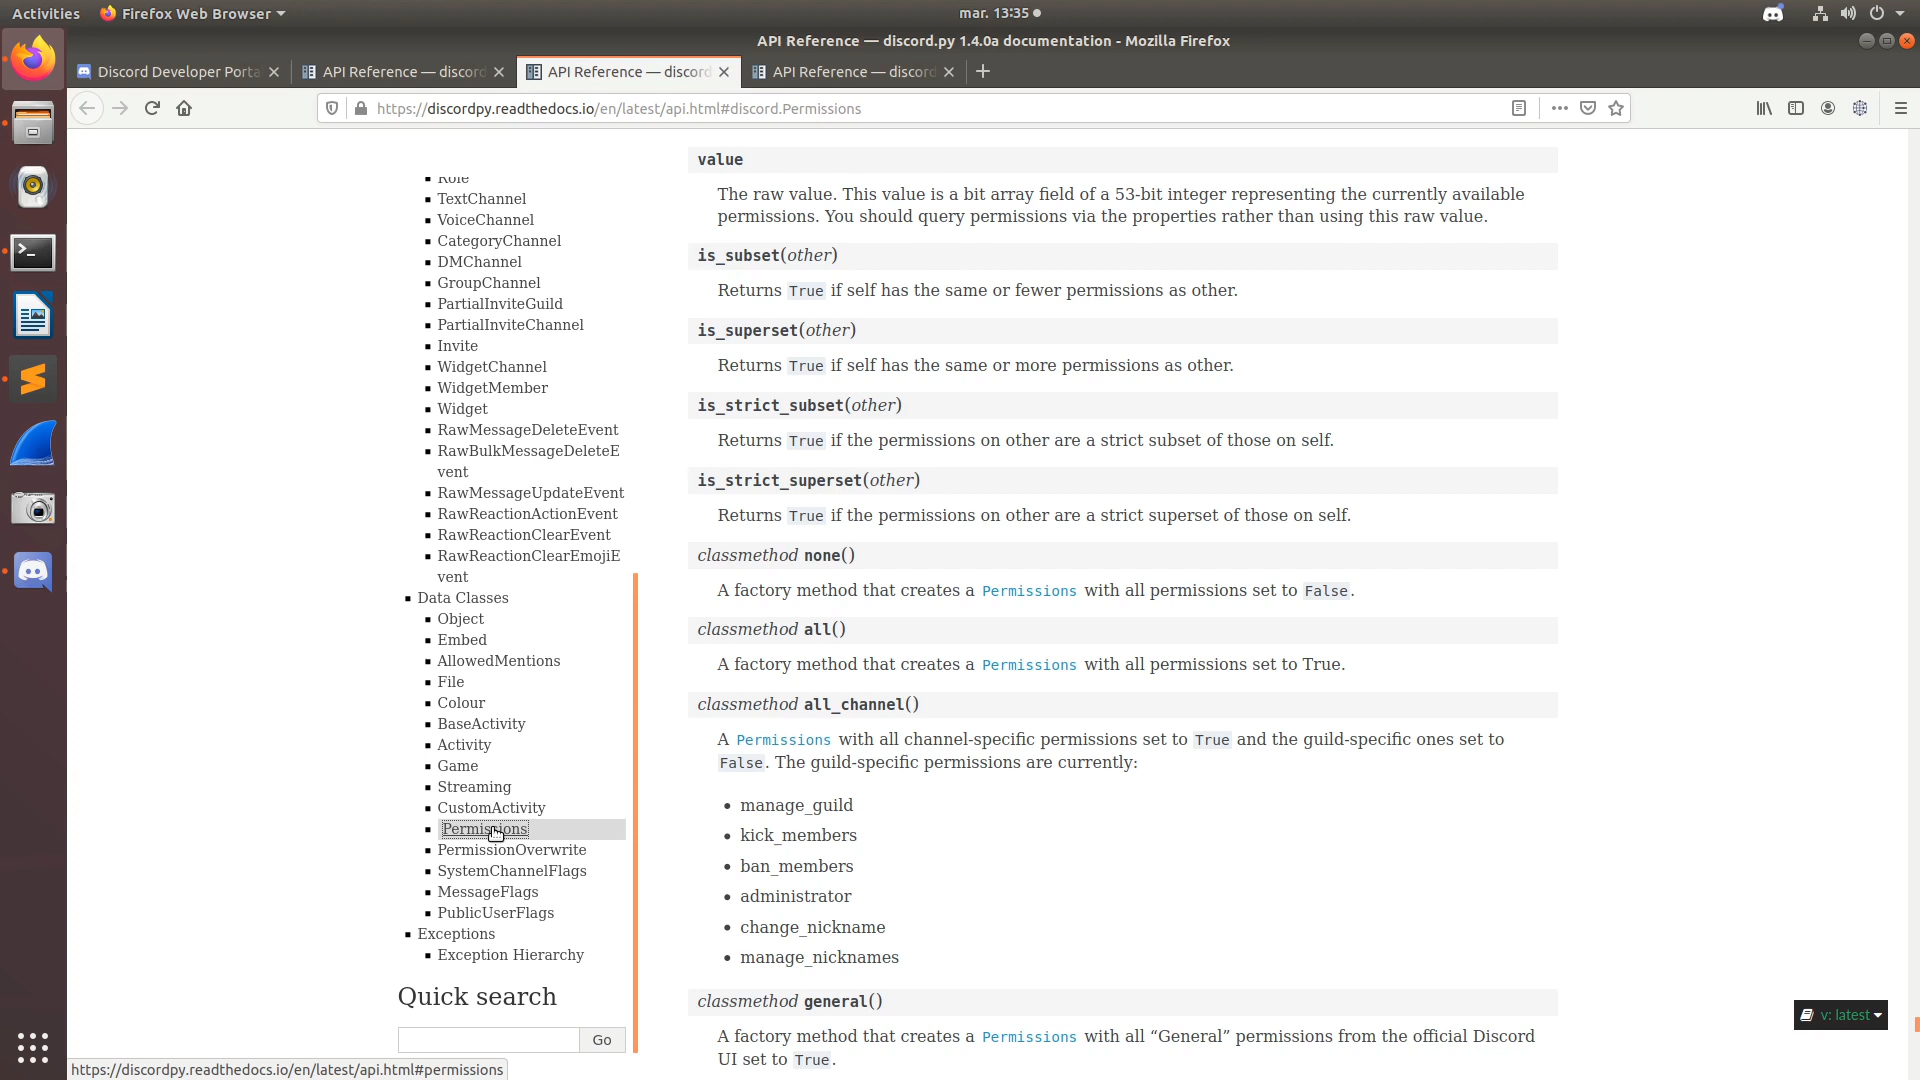 Activities
Firefox Web Browser
mar. 13:35
API Reference — discord.py 1.4.0a documentation - Mozilla Firefox
Discord Developer Porta
API Reference — discord
API Reference — discord
API Reference — discord
https://discordpy.readthedocs.io/en/latest/api.html#discord.Permissions
Role
TextChannel
VoiceChannel
CategoryChannel
DMChannel
GroupChannel
PartialInviteGuild
PartialInviteChannel
Invite
WidgetChannel
WidgetMember
Widget
RawMessageDeleteEvent
RawBulkMessageDeleteE
vent
RawMessageUpdateEvent
RawReactionActionEvent
RawReactionClearEvent
RawReactionClearEmojiE
vent
Data Classes
Object
Embed
AllowedMentions
File
Colour
BaseActivity
Activity
Game
Streaming
CustomActivity
Permissions
PermissionOverwrite
SystemChannelFlags
MessageFlags
PublicUserFlags
Exceptions
Exception Hierarchy
Quick search
Go
value
The raw value. This value is a bit array field of a 53-bit integer representing the currently available
permissions. You should query permissions via the properties rather than using this raw value.
is_subset(other)
Returns True if self has the same or fewer permissions as other.
is_superset(other)
Returns True if self has the same or more permissions as other.
is_strict_subset(other)
Returns True if the permissions on other are a strict subset of those on self.
is_strict_superset(other)
Returns True if the permissions on other are a strict superset of those on self.
classmethod none()
A factory method that creates a Permissions with all permissions set to False.
classmethod all()
A factory method that creates a Permissions with all permissions set to True.
classmethod all_channel()
A Permissions with all channel-specific permissions set to True and the guild-specific ones set to
False. The guild-specific permissions are currently:
manage_guild
kick_members
ban_members
administrator
change_nickname
manage_nicknames
classmethod general()
A factory method that creates a Permissions with all “General” permissions from the official Discord
UI set to True.
v: latest
https://discordpy.readthedocs.io/en/latest/api.html#permissions